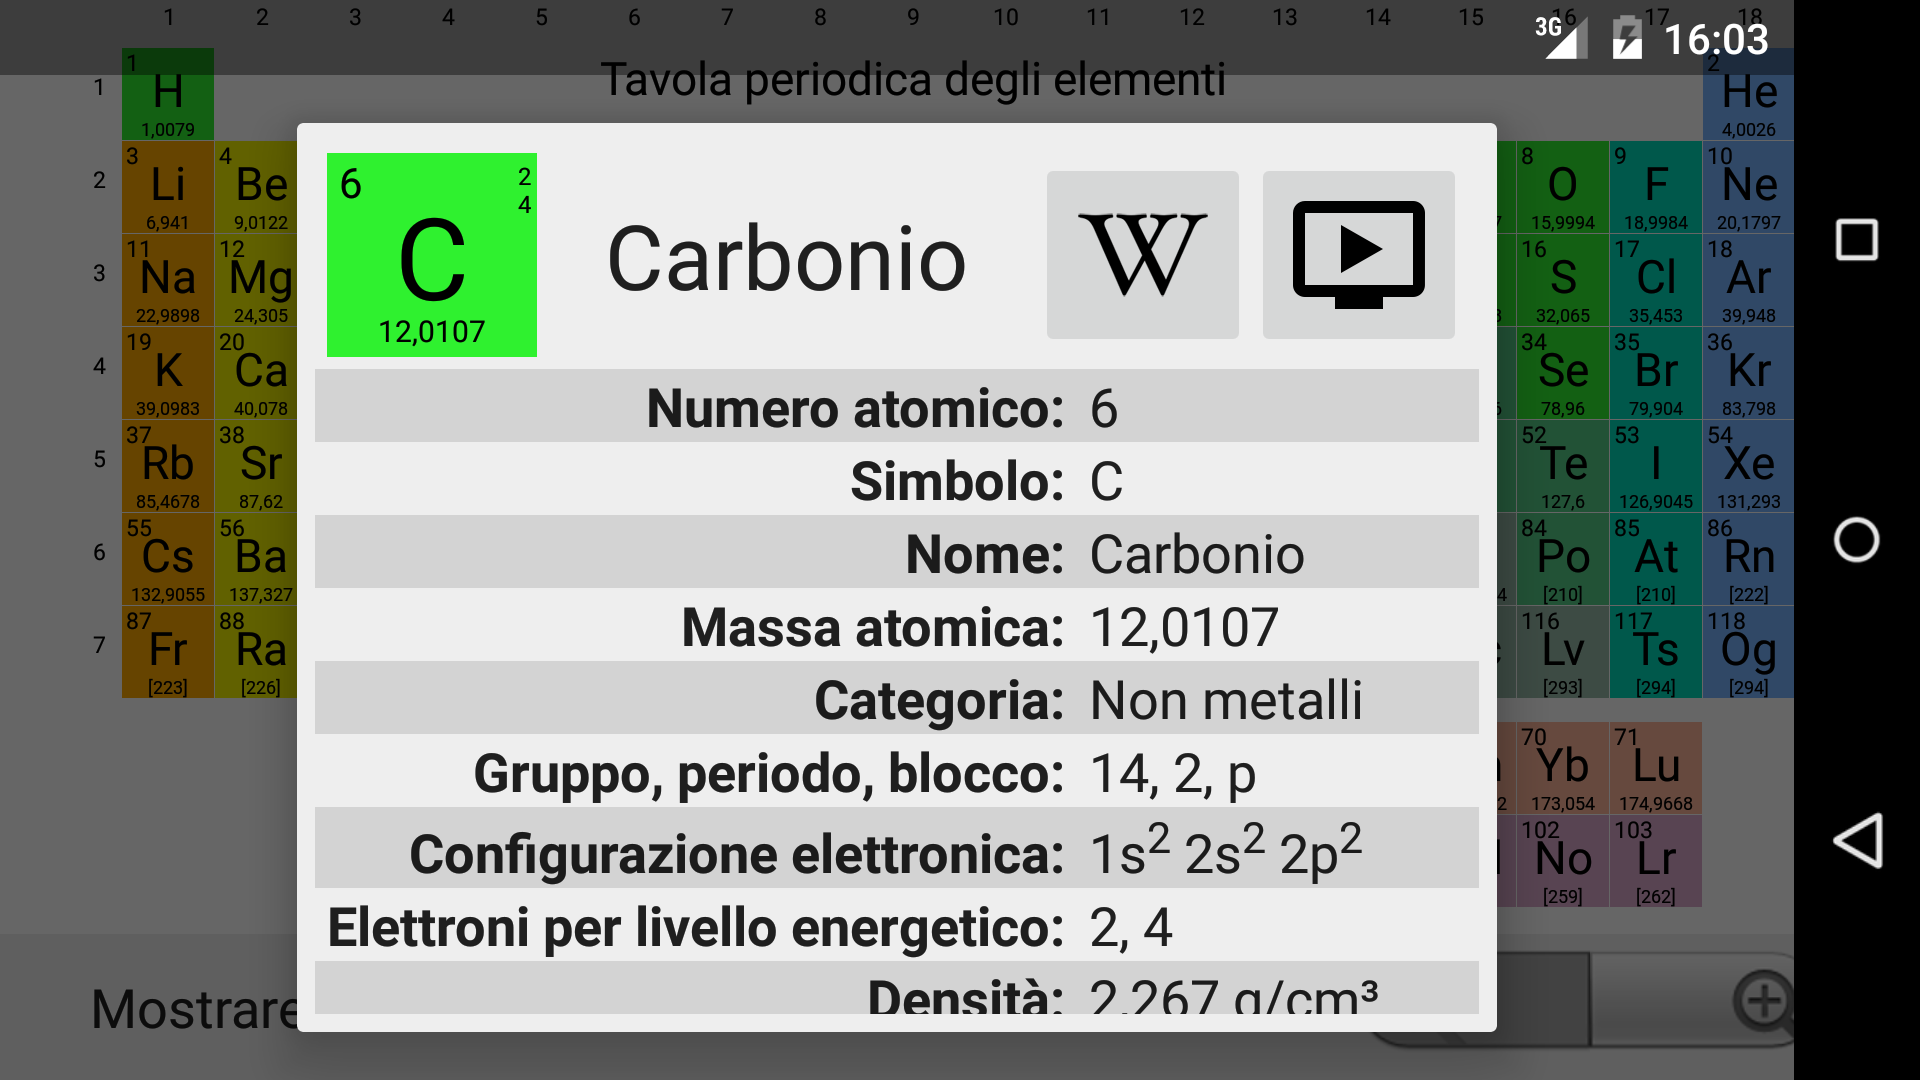 1 2 3 4 5 6 7 8 9 10 11 12 13 14 15 16 17 18
3G 16:03
Tavola periodica degli elementi
1
1 H 1,0079
2 He 4,0026
2
3 Li 6,941
4 Be 9,0122
8 O 15,9994
9 F 18,9984
10 Ne 20,1797
3
11 Na 22,9898
12 Mg 24,305
16 S 32,065
17 Cl 35,453
18 Ar 39,948
4
19 K 39,0983
20 Ca 40,078
34 Se 78,96
35 Br 79,904
36 Kr 83,798
5
37 Rb 85,4678
38 Sr 87,62
52 Te 127,6
53 I 126,9045
54 Xe 131,293
6
55 Cs 132,9055
56 Ba 137,327
84 Po [210]
85 At [210]
86 Rn [222]
7
87 Fr [223]
88 Ra [226]
116 Lv [293]
117 Ts [294]
118 Og [294]
70 Yb 173,054
71 Lu 174,9668
102 No [259]
103 Lr [262]
6 2
4
C
12,0107
Carbonio
W
Numero atomico: 6
Simbolo: C
Nome: Carbonio
Massa atomica: 12,0107
Categoria: Non metalli
Gruppo, periodo, blocco: 14, 2, p
Configurazione elettronica: 1s² 2s² 2p²
Elettroni per livello energetico: 2, 4
Densità: 2,267 g/cm³
Mostrare